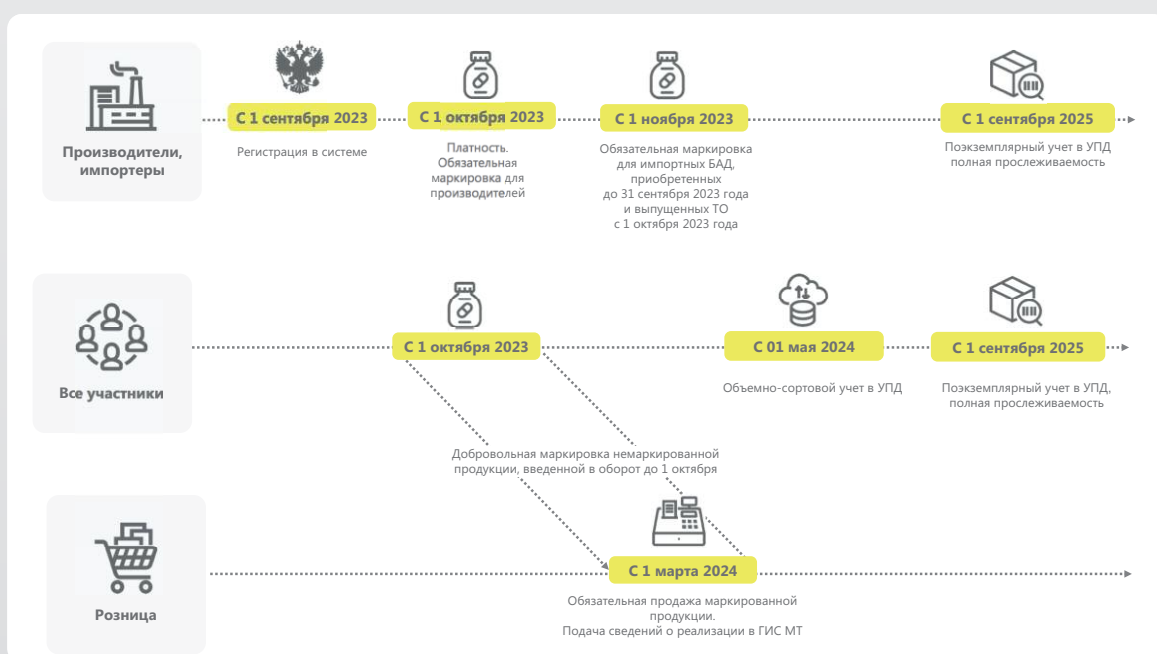 Производители,
импортеры
С 1 сентября 2023
Регистрация в системе
С 1 октября 2023
Платность.
Обязательная
маркировка для
производителей
С 1 ноября 2023
Обязательная маркировка
для импортных БАД,
приобретенных
до 31 сентября 2023 года
и выпущенных ТО
с 1 октября 2023 года
С 1 сентября 2025
Поэкземплярный учет в УПД
полная прослеживаемость
Все участники
С 1 октября 2023
С 01 мая 2024
Объемно-сортовой учет в УПД
С 1 сентября 2025
Поэкземплярный учет в УПД,
полная прослеживаемость
Добровольная маркировка немаркированной
продукции, введенной в оборот до 1 октября
Розница
С 1 марта 2024
Обязательная продажа маркированной
продукции.
Подача сведений о реализации в ГИС МТ